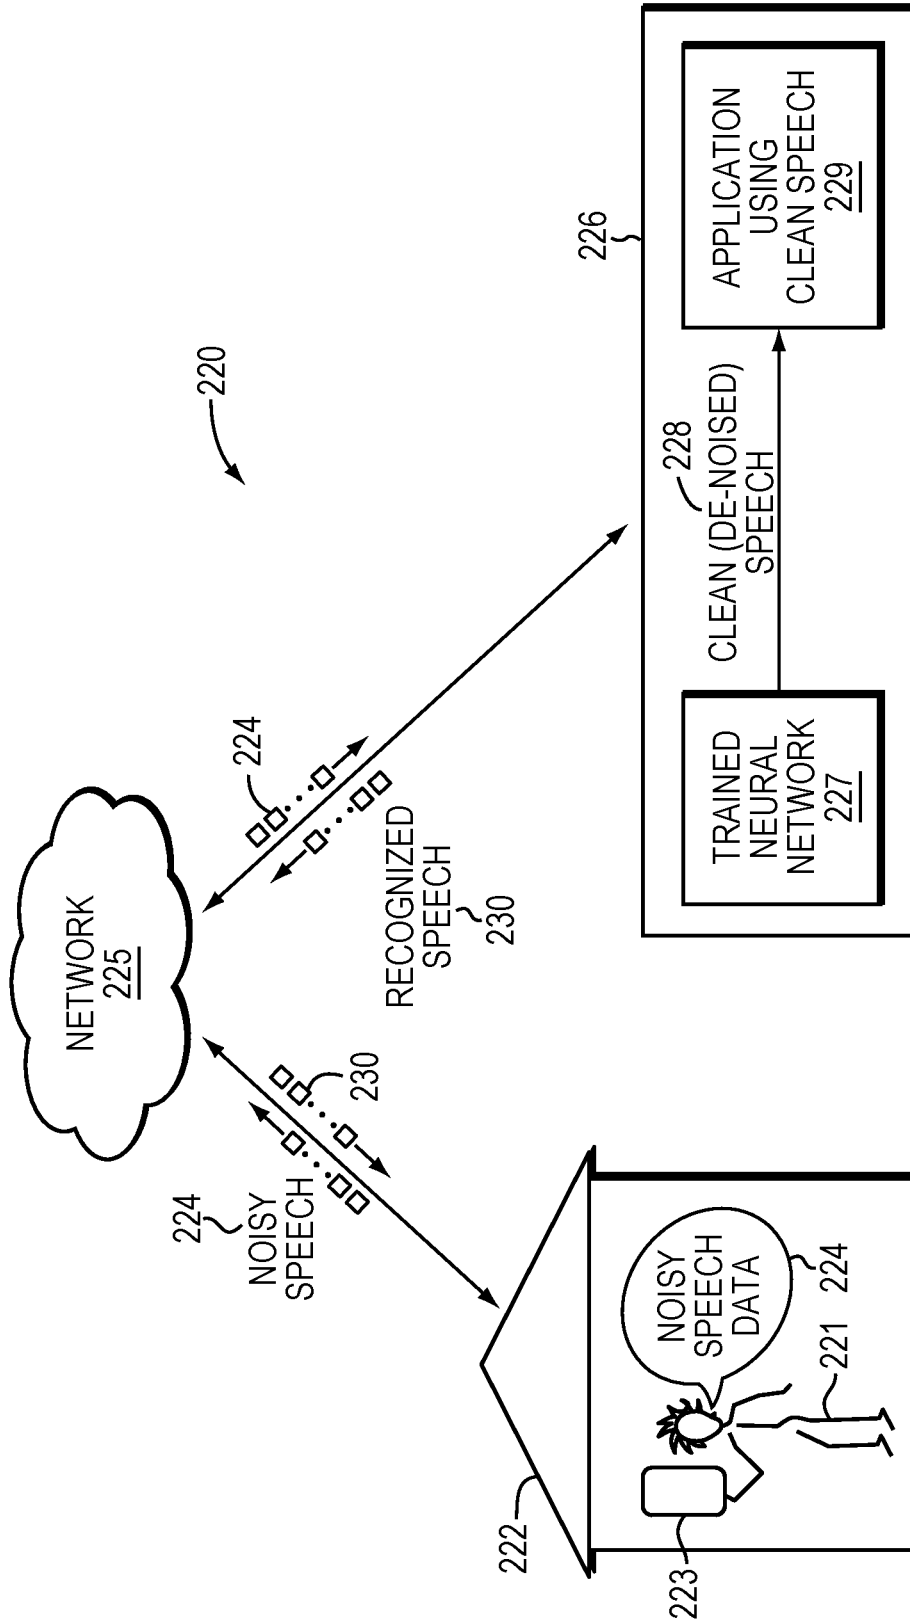 NETWORK
225
220
224
NOISY
SPEECH
230
224
RECOGNIZED
SPEECH
230
222
223
NOISY
SPEECH
DATA
224
221
226
TRAINED
NEURAL
NETWORK
227
228
CLEAN (DE-NOISED)
SPEECH
APPLICATION
USING
CLEAN SPEECH
229